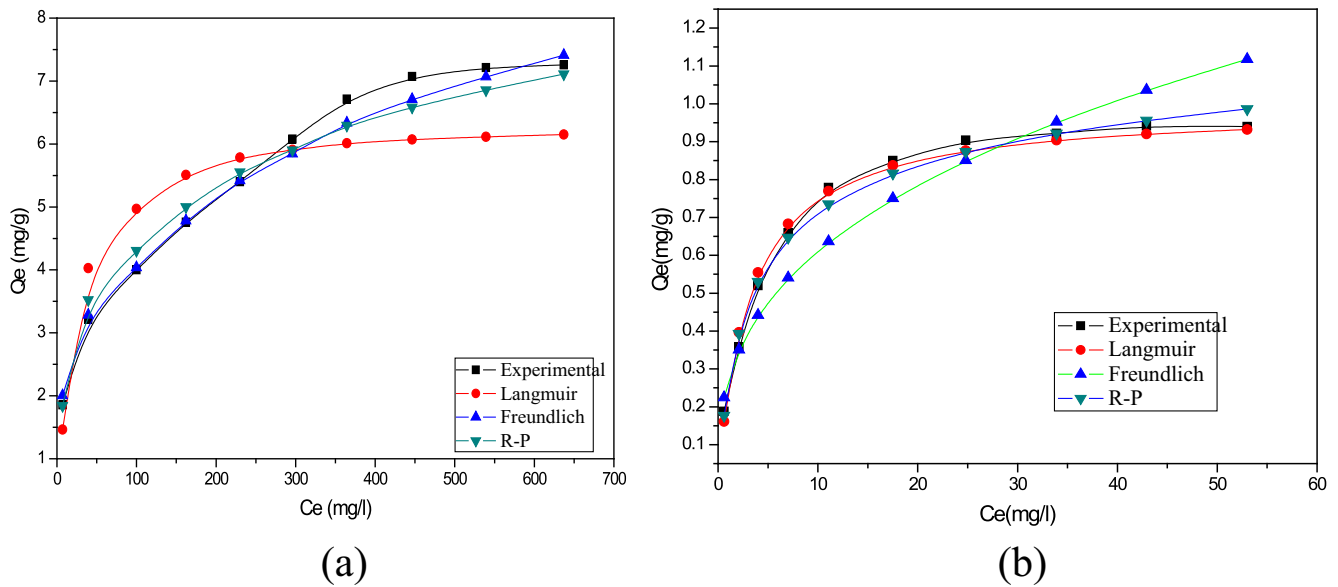 8
7
6
5
4
3
2
1
Qe (mg/g)
0 100 200 300 400 500 600 700
Ce (mg/l)
Experimental
Langmuir
Freundlich
R-P
(a)
1.2
1.1
1.0
0.9
0.8
0.7
0.6
0.5
0.4
0.3
0.2
0.1
Qe(mg/g)
0 10 20 30 40 50 60
Ce(mg/l)
Experimental
Langmuir
Freundlich
R-P
(b)